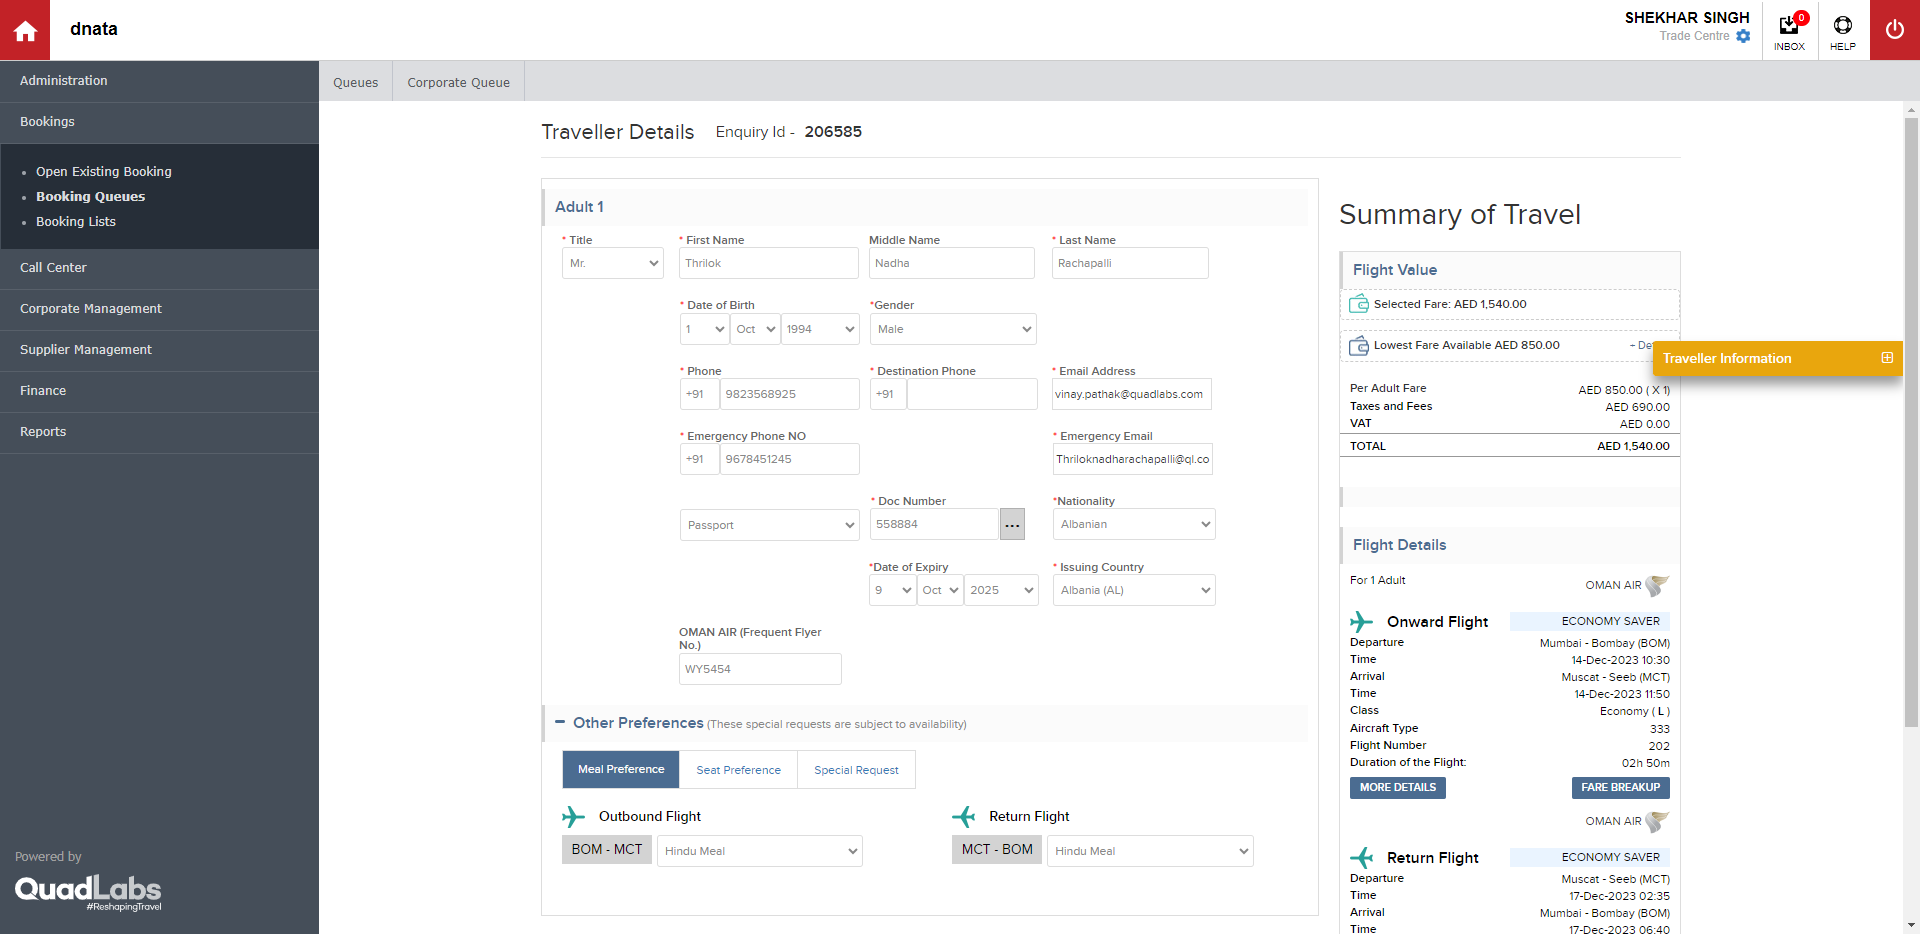 dnata
SHEKHAR SINGH
Trade Centre
0
INBOX
HELP
Administration
Bookings
Open Existing Booking
Booking Queues
Booking Lists
Call Center
Corporate Management
Supplier Management
Finance
Reports
Powered by
QuadLabs
#ReshapingTravel
Queues
Corporate Queue
Traveller Details Enquiry Id - 206585
Adult 1
* Title
* First Name
Middle Name
* Last Name
Mr.
Thrilok
Nadha
Rachapalli
* Date of Birth
*Gender
1
Oct
1994
Male
* Phone
* Destination Phone
* Email Address
+91
9823568925
+91
vinay.pathak@quadlabs.com
* Emergency Phone NO
* Emergency Email
+91
9678451245
Thriloknadharachapalli@ql.co
* Doc Number
*Nationality
Passport
558884
...
Albanian
*Date of Expiry
* Issuing Country
9
Oct
2025
Albania (AL)
OMAN AIR (Frequent Flyer
No.)
WY5454
Other Preferences (These special requests are subject to availability)
Meal Preference
Seat Preference
Special Request
Outbound Flight
Return Flight
BOM - MCT
Hindu Meal
MCT - BOM
Hindu Meal
Summary of Travel
Flight Value
Selected Fare: AED 1,540.00
Lowest Fare Available AED 850.00
Traveller Information
Per Adult Fare AED 850.00 ( X 1)
Taxes and Fees AED 690.00
VAT AED 0.00
TOTAL AED 1,540.00
Flight Details
For 1 Adult
OMAN AIR
Onward Flight ECONOMY SAVER
Departure Mumbai - Bombay (BOM)
Time 14-Dec-2023 10:30
Arrival Muscat - Seeb (MCT)
Time 14-Dec-2023 11:50
Class Economy ( L )
Aircraft Type 333
Flight Number 202
Duration of the Flight: 02h 50m
MORE DETAILS
FARE BREAKUP
OMAN AIR
Return Flight ECONOMY SAVER
Departure Muscat - Seeb (MCT)
Time 17-Dec-2023 02:35
Arrival Mumbai - Bombay (BOM)
Time 17-Dec-2023 06:40